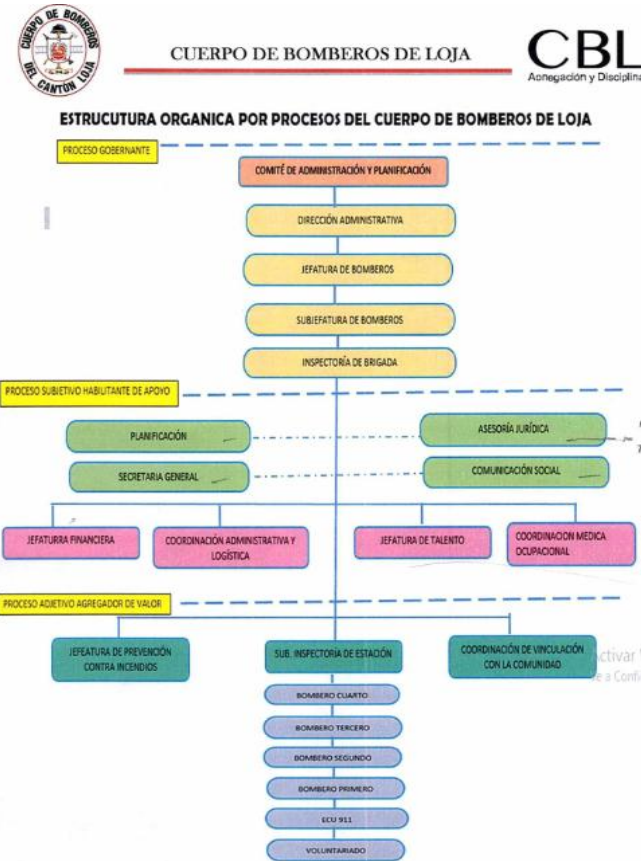 CUERPO DE BOMBEROS
DEL CANTÓN LOJA
CUERPO DE BOMBEROS DE LOJA
CBL
Abnegación y Disciplina
ESTRUCUTURA ORGANICA POR PROCESOS DEL CUERPO DE BOMBEROS DE LOJA
PROCESO GOBERNANTE
COMITÉ DE ADMINISTRACIÓN Y PLANIFICACIÓN
DIRECCIÓN ADMINISTRATIVA
JEFATURA DE BOMBEROS
SUBJEFATURA DE BOMBEROS
INSPECTORÍA DE BRIGADA
PROCESO SUBJETIVO HABILITANTE DE APOYO
PLANIFICACIÓN
ASESORÍA JURÍDICA
SECRETARIA GENERAL
COMUNICACIÓN SOCIAL
JEFATURRA FINANCIERA
COORDINACIÓN ADMINISTRATIVA Y
LOGÍSTICA
JEFATURA DE TALENTO
COORDINACION MEDICA
OCUPACIONAL
PROCESO ADJETIVO AGREGADOR DE VALOR
JEFEATURA DE PREVENCIÓN
CONTRA INCENDIOS
SUB. INSPECTORÍA DE ESTACIÓN
COORDINACIÓN DE VINCULACIÓN
CON LA COMUNIDAD
BOMBERO CUARTO
BOMBERO TERCERO
BOMBERO SEGUNDO
BOMBERO PRIMERO
ECU 911
VOLUNTARIADO